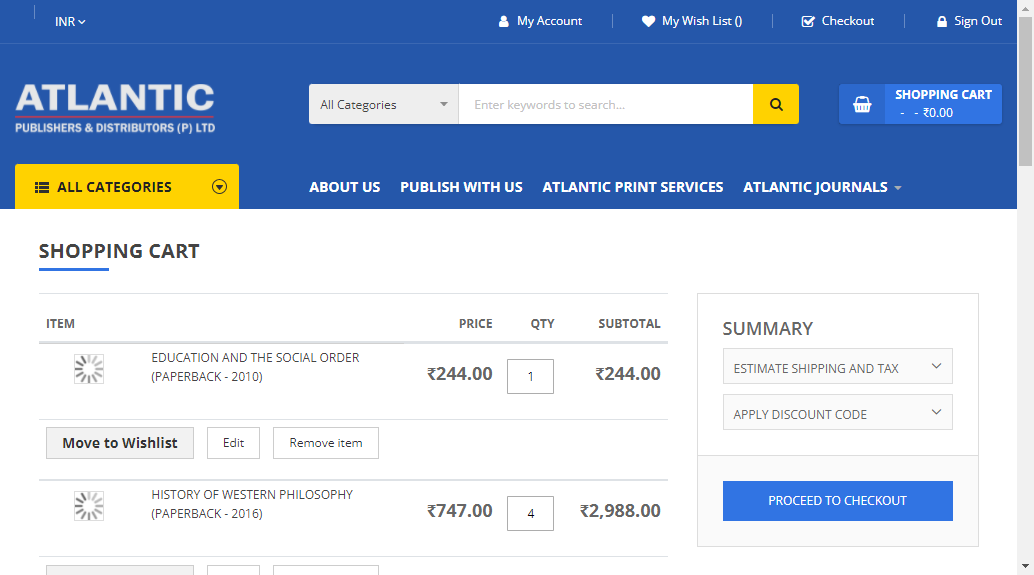 INR
My Account
My Wish List ()
Checkout
Sign Out
ATLANTIC
PUBLISHERS & DISTRIBUTORS (P) LTD
All Categories
Enter keywords to search...
SHOPPING CART
- - ₹0.00
ALL CATEGORIES
ABOUT US
PUBLISH WITH US
ATLANTIC PRINT SERVICES
ATLANTIC JOURNALS
SHOPPING CART
ITEM PRICE QTY SUBTOTAL
EDUCATION AND THE SOCIAL ORDER
(PAPERBACK - 2010)
₹244.00 1 ₹244.00
Move to Wishlist Edit Remove item
HISTORY OF WESTERN PHILOSOPHY
(PAPERBACK - 2016)
₹747.00 4 ₹2,988.00
SUMMARY
ESTIMATE SHIPPING AND TAX
APPLY DISCOUNT CODE
PROCEED TO CHECKOUT